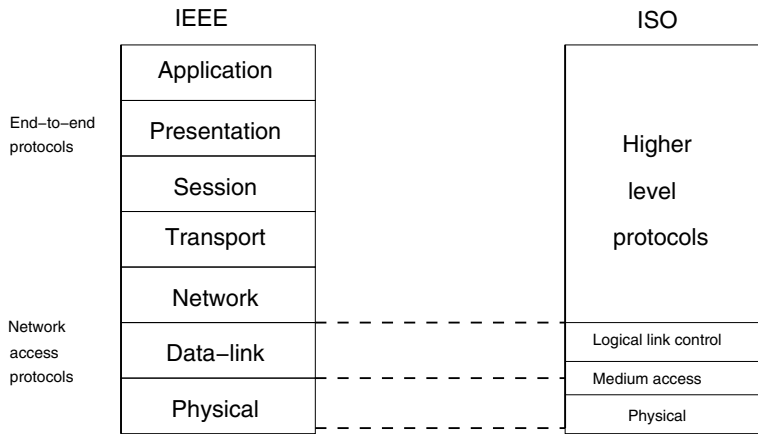 IEEE
ISO
Application
Presentation
Session
Transport
Network
Data-link
Physical
End-to-end
protocols
Network
access
protocols
Higher
level
protocols
Logical link control
Medium access
Physical